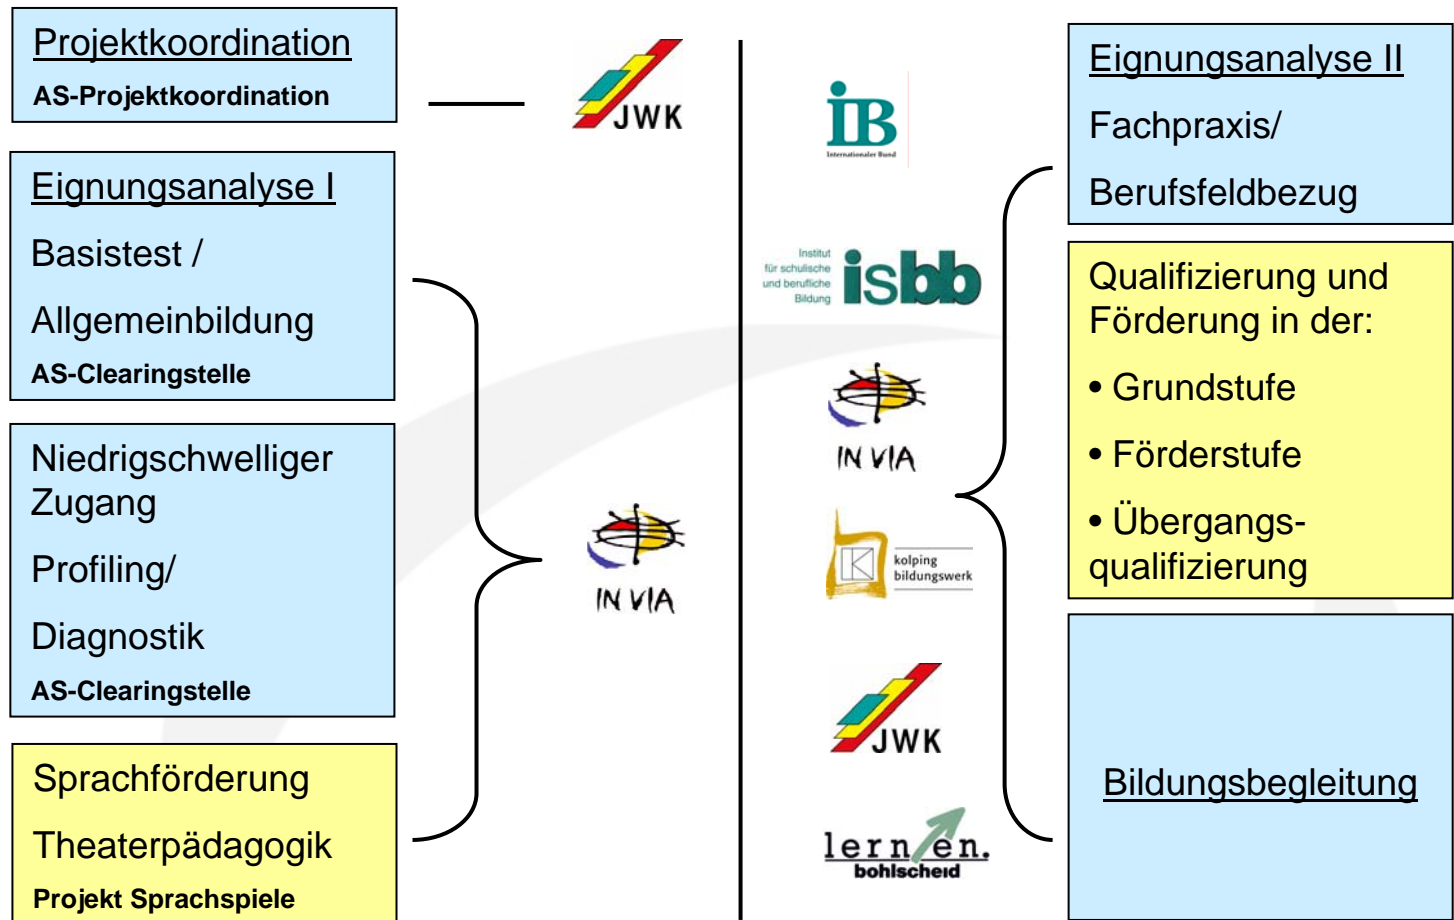 Projektkoordination
AS-Projektkoordination
JWK
Eignungsanalyse I
Basistest /
Allgemeinbildung
AS-Clearingstelle
Niedrigschwelliger
Zugang
Profiling/
Diagnostik
AS-Clearingstelle
IN VIA
Sprachförderung
Theaterpädagogik
Projekt Sprachspiele
iB
Internationaler Bund
Institut
für schulische
und berufliche
Bildung
isbb
IN VIA
K
kolping
bildungswerk
JWK
lernen.
bohlscheid
Eignungsanalyse II
Fachpraxis/
Berufsfeldbezug
Qualifizierung und
Förderung in der:
• Grundstufe
• Förderstufe
• Übergangs-
qualifizierung
Bildungsbegleitung